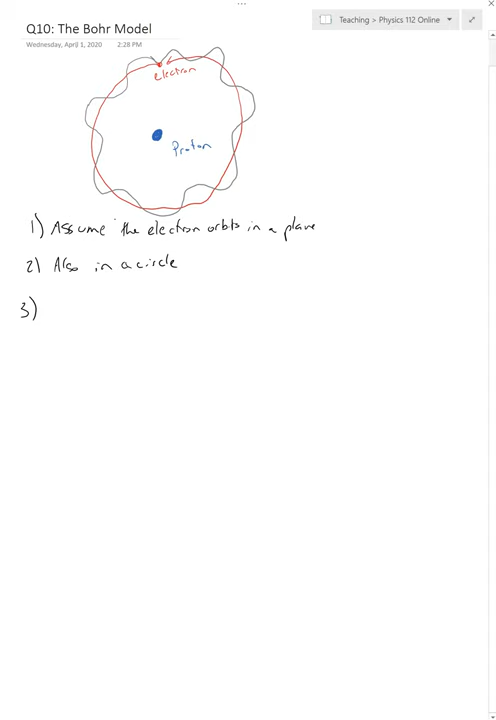 Teaching > Physics 112 Online
Q10: The Bohr Model
Wednesday, April 1, 2020 2:28 PM
electron
Proton
1) Assume the electron orbits in a plane
2) Also in a circle
3)